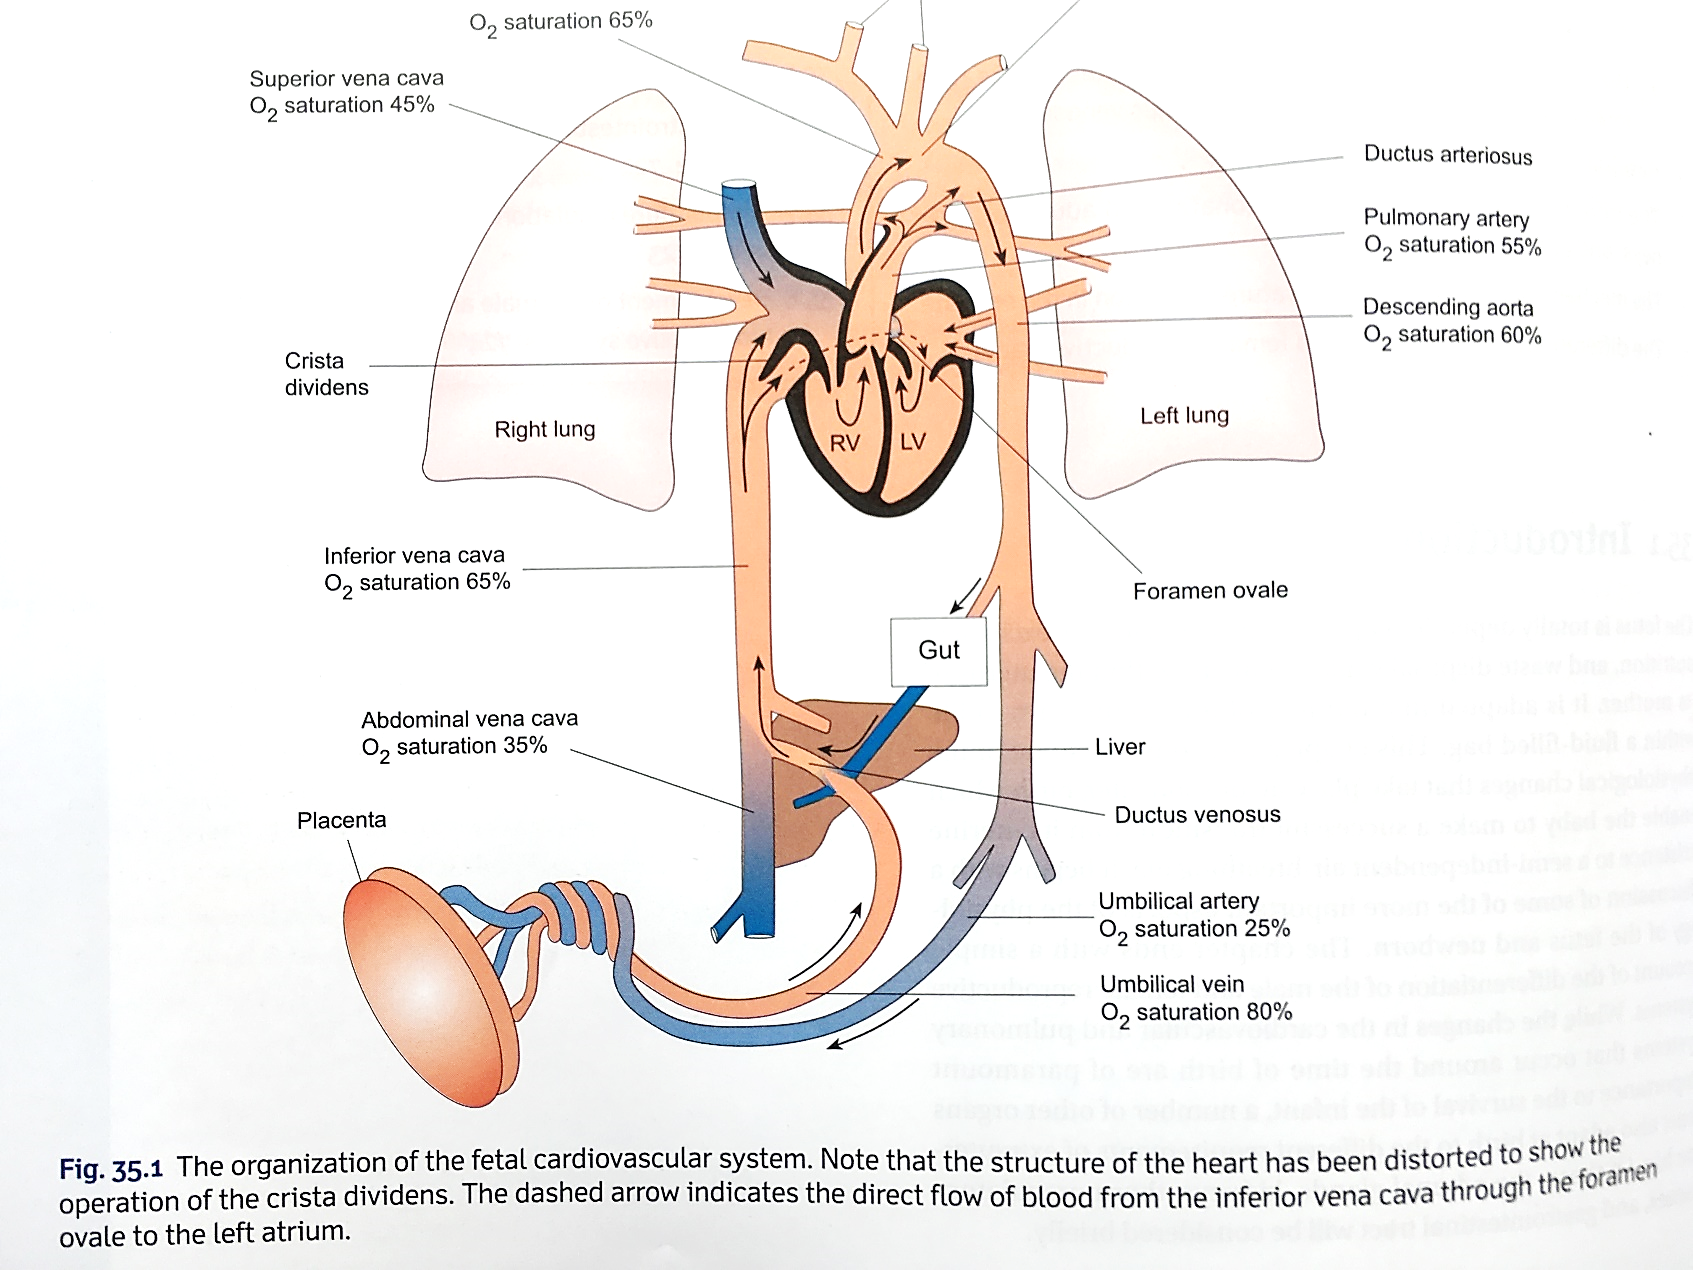 O2 saturation 65%
Superior vena cava
O2 saturation 45%
Ductus arteriosus
Pulmonary artery
O2 saturation 55%
Descending aorta
O2 saturation 60%
Crista
dividens
Right lung
Left lung
RV
LV
Inferior vena cava
O2 saturation 65%
Foramen ovale
Gut
Abdominal vena cava
O2 saturation 35%
Liver
Ductus venosus
Placenta
Umbilical artery
O2 saturation 25%
Umbilical vein
O2 saturation 80%
Fig. 35.1 The organization of the fetal cardiovascular system. Note that the structure of the heart has been distorted to show the
operation of the crista dividens. The dashed arrow indicates the direct flow of blood from the inferior vena cava through the foramen
ovale to the left atrium.